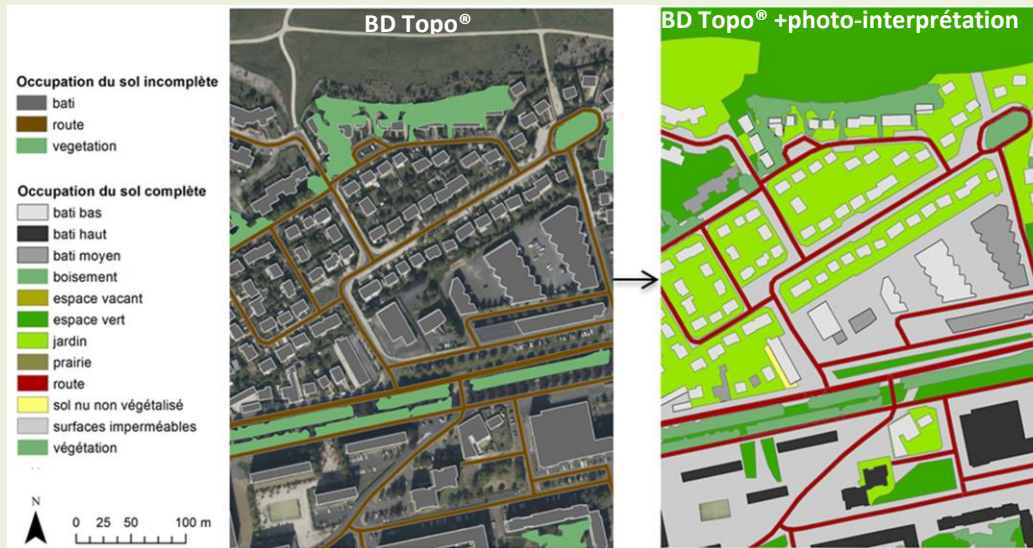 BD Topo®
BD Topo® +photo-interprétation
Occupation du sol incomplète
bati
route
vegetation
Occupation du sol complète
bati bas
bati haut
bati moyen
boisement
espace vacant
espace vert
jardin
prairie
route
sol nu non végétalisé
surfaces imperméables
végétation
N
0 25 50 100 m